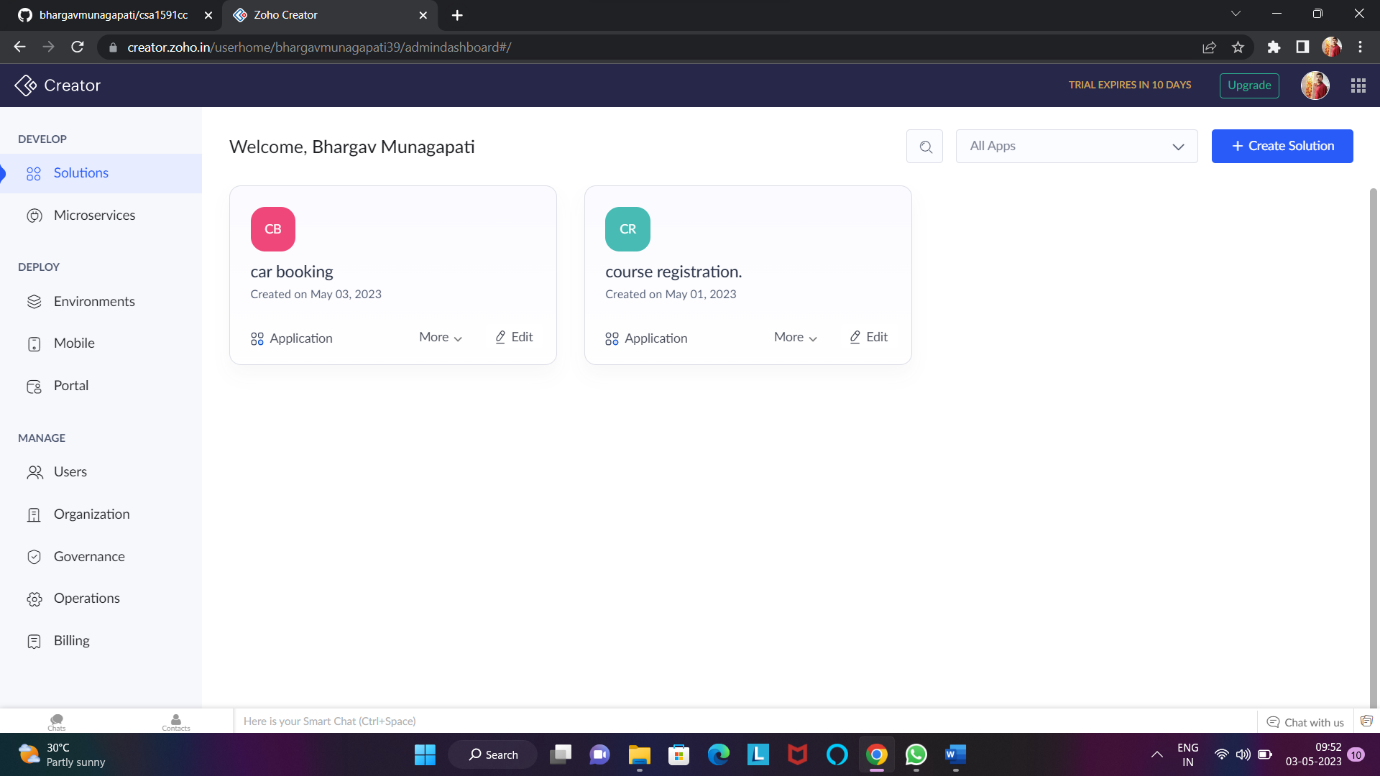 bhargavmunagapati/csa1591cc
Zoho Creator
creator.zoho.in/userhome/bhargavmunagapati39/admindashboard#/
Creator
TRIAL EXPIRES IN 10 DAYS
Upgrade
DEVELOP
Solutions
Microservices
DEPLOY
Environments
Mobile
Portal
MANAGE
Users
Organization
Governance
Operations
Billing
Welcome, Bhargav Munagapati
All Apps
+ Create Solution
CB
car booking
Created on May 03, 2023
Application More Edit
CR
course registration.
Created on May 01, 2023
Application More Edit
Chats
Contacts
Here is your Smart Chat (Ctrl+Space)
Chat with us
30°C
Partly sunny
Search
L
W
ENG
IN
09:52
03-05-2023
10